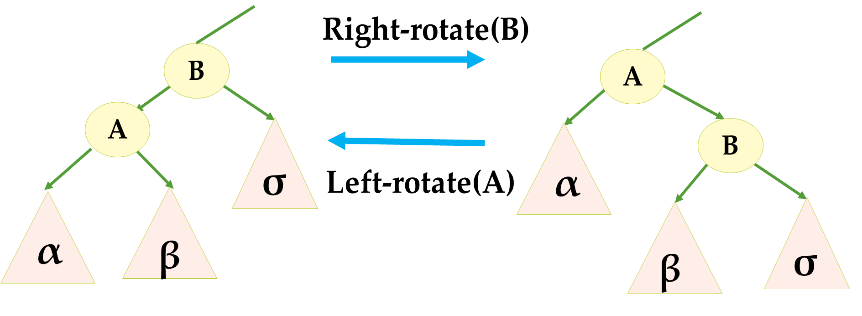 Right-rotate(B)
B
A
A
B
α
β
σ
Left-rotate(A)
α
β
σ